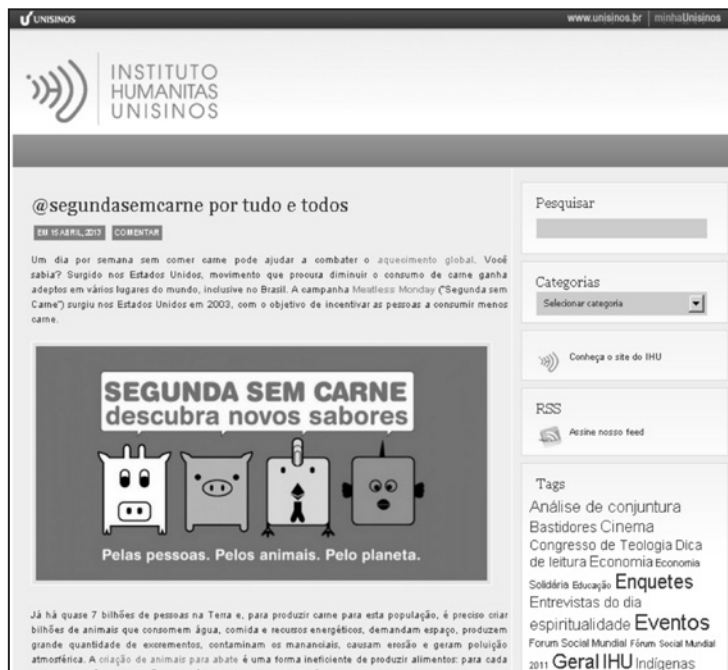 UNISINOS
www.unisinos.br | minhaUnisinos
INSTITUTO
HUMANITAS
UNISINOS
@segundasemcarne por tudo e todos
EM 15 ABRIL, 2013 COMENTAR
Um dia por semana sem comer carne pode ajudar a combater o aquecimento global. Você
sabia? Surgido nos Estados Unidos, movimento que procura diminuir o consumo de carne ganha
adeptos em vários lugares do mundo, inclusive no Brasil. A campanha Meatless Monday ("Segunda sem
Carne") surgiu nos Estados Unidos em 2003, com o objetivo de incentivar as pessoas a consumir menos
carne.
SEGUNDA SEM CARNE
descubra novos sabores
Pelas pessoas. Pelos animais. Pelo planeta.
Já há quase 7 bilhões de pessoas na Terra e, para produzir carne para esta população, é preciso criar
bilhões de animais que consomem água, comida e recursos energéticos, demandam espaço, produzem
grande quantidade de excrementos, contaminam os mananciais, causam erosão e geram poluição
atmosférica. A criação de animais para abate é uma forma ineficiente de produzir alimentos: para cada
Pesquisar
Categorias
Selecionar categoria
Conheça o site do IHU
RSS
Assine nosso feed
Tags
Análise de conjuntura
Bastidores Cinema
Congresso de Teologia Dica
de leitura Economia Economia
Solidária Educação Enquetes
Entrevistas do dia
espiritualidade Eventos
Forum Social Mundial Fórum Social Mundial
2011 Geral IHU Indígenas